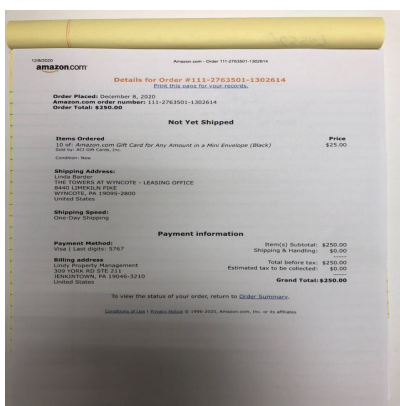 12/8/2020
Amazon.com - Order 111-2763501-1302614
amazon.com
Details for Order #111-2763501-1302614
Print this page for your records.
Order Placed: December 8, 2020
Amazon.com order number: 111-2763501-1302614
Order Total: $250.00
Not Yet Shipped
Items Ordered Price
10 of: Amazon.com Gift Card for Any Amount in a Mini Envelope (Black) $25.00
Sold by: ACI Gift Cards, Inc.
Condition: New
Shipping Address:
Linda Barder
THE TOWERS AT WYNCOTE - LEASING OFFICE
8440 LIMEKILN PIKE
WYNCOTE, PA 19095-2800
United States
Shipping Speed:
One-Day Shipping
Payment information
Payment Method:
Visa | Last digits: 5767
Billing address
Lindy Property Management
309 YORK RD STE 211
JENKINTOWN, PA 19046-3210
United States
Item(s) Subtotal: $250.00
Shipping & Handling: $0.00
-----
Total before tax: $250.00
Estimated tax to be collected: $0.00
-----
Grand Total: $250.00
To view the status of your order, return to Order Summary.
Conditions of Use | Privacy Notice © 1996-2020, Amazon.com, Inc. or its affiliates